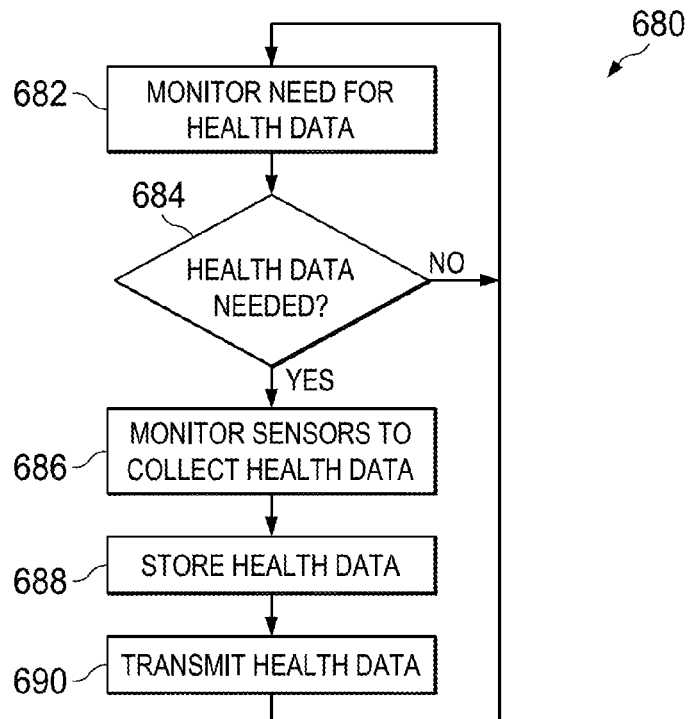 680
682
MONITOR NEED FOR
HEALTH DATA
684
HEALTH DATA
NEEDED?
NO
YES
686
MONITOR SENSORS TO
COLLECT HEALTH DATA
688
STORE HEALTH DATA
690
TRANSMIT HEALTH DATA